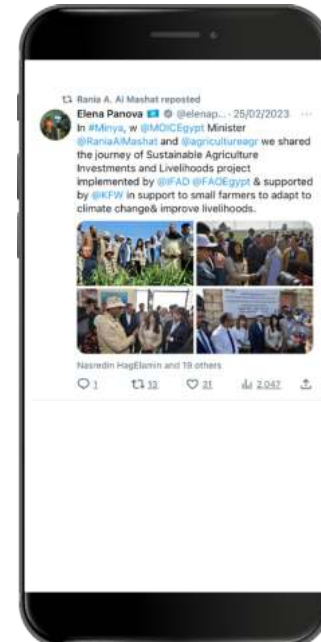 Rania A. Al Mashat reposted
Elena Panova @elenap... · 25/02/2023 ...
In #Minya, w @MOICEgypt Minister
@RaniaAlMashat and @agricultureagr we shared
the journey of Sustainable Agriculture
Investments and Livelihoods project
implemented by @IFAD @FAOEgypt & supported
by @KFW in support to small farmers to adapt to
climate change& improve livelihoods.
Nasredin HagElamin and 19 others
1 13 31 2,047